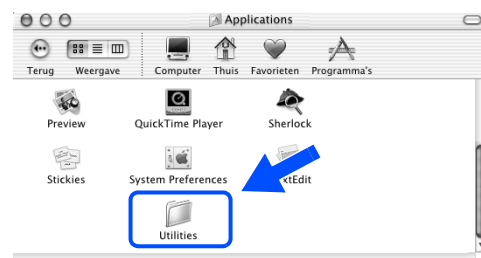 Applications
Terug Weergave Computer Thuis Favorieten Programma's
Preview QuickTime Player Sherlock
Stickies System Preferences xtEdit
Utilities